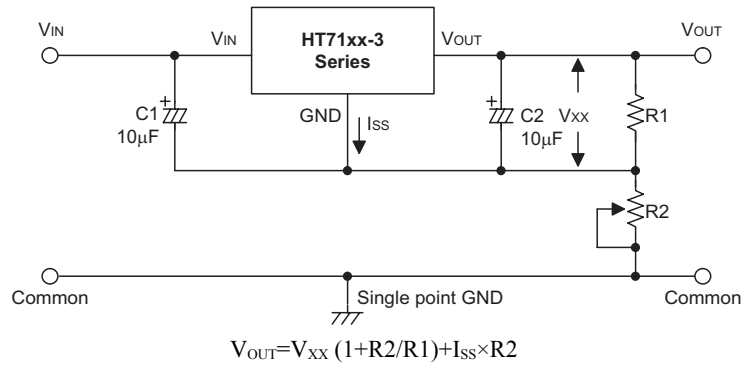 VIN
VIN
HT71xx-3
Series
VOUT
VOUT
C1
10μF
GND
ISS
C2
10μF
VXX
R1
R2
Common
Single point GND
Common
VOUT=VXX (1+R2/R1)+ISS×R2